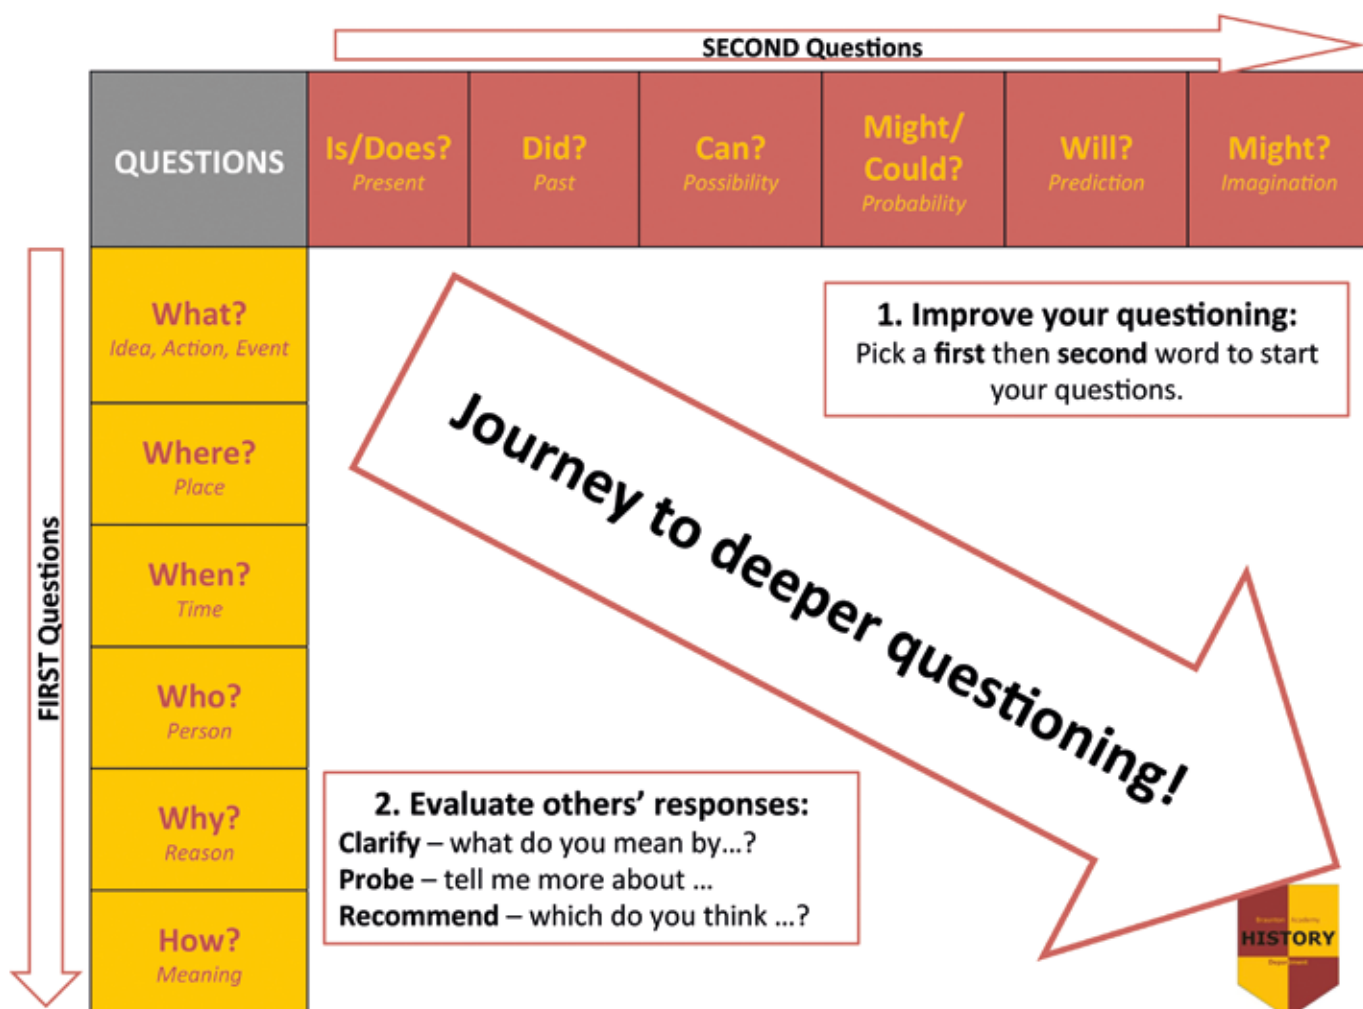 SECOND Questions
QUESTIONS
Is/Does?
Present
Did?
Past
Can?
Possibility
Might/
Could?
Probability
Will?
Prediction
Might?
Imagination
FIRST Questions
What?
Idea, Action, Event
Where?
Place
When?
Time
Who?
Person
Why?
Reason
How?
Meaning
1. Improve your questioning:
Pick a first then second word to start
your questions.
Journey to deeper questioning!
2. Evaluate others’ responses:
Clarify – what do you mean by…?
Probe – tell me more about …
Recommend – which do you think …?
Braunton Academy
HISTORY
Department